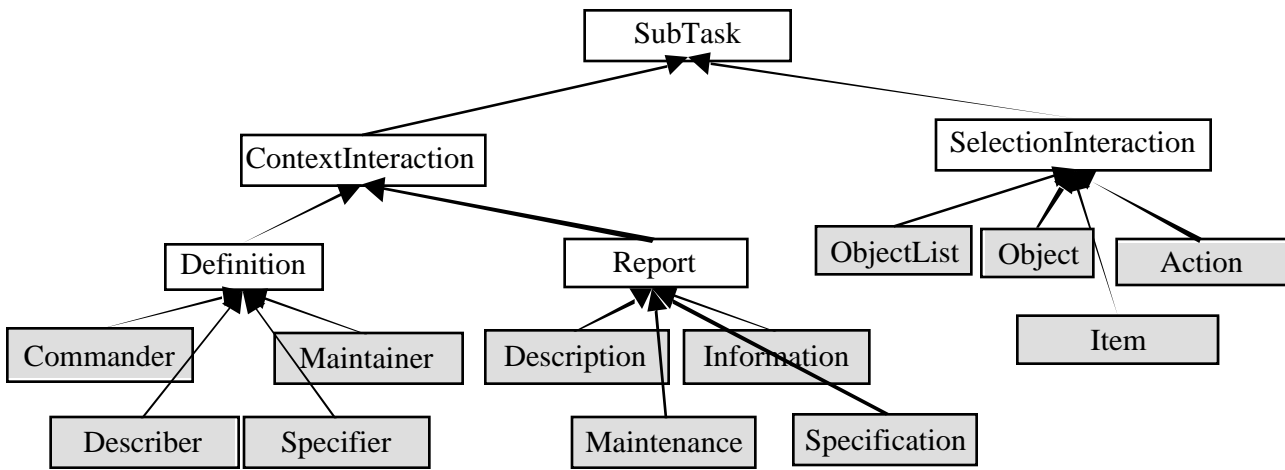 SubTask
ContextInteraction
SelectionInteraction
Definition
Report
ObjectList
Object
Action
Commander
Maintainer
Description
Information
Item
Describer
Specifier
Maintenance
Specification